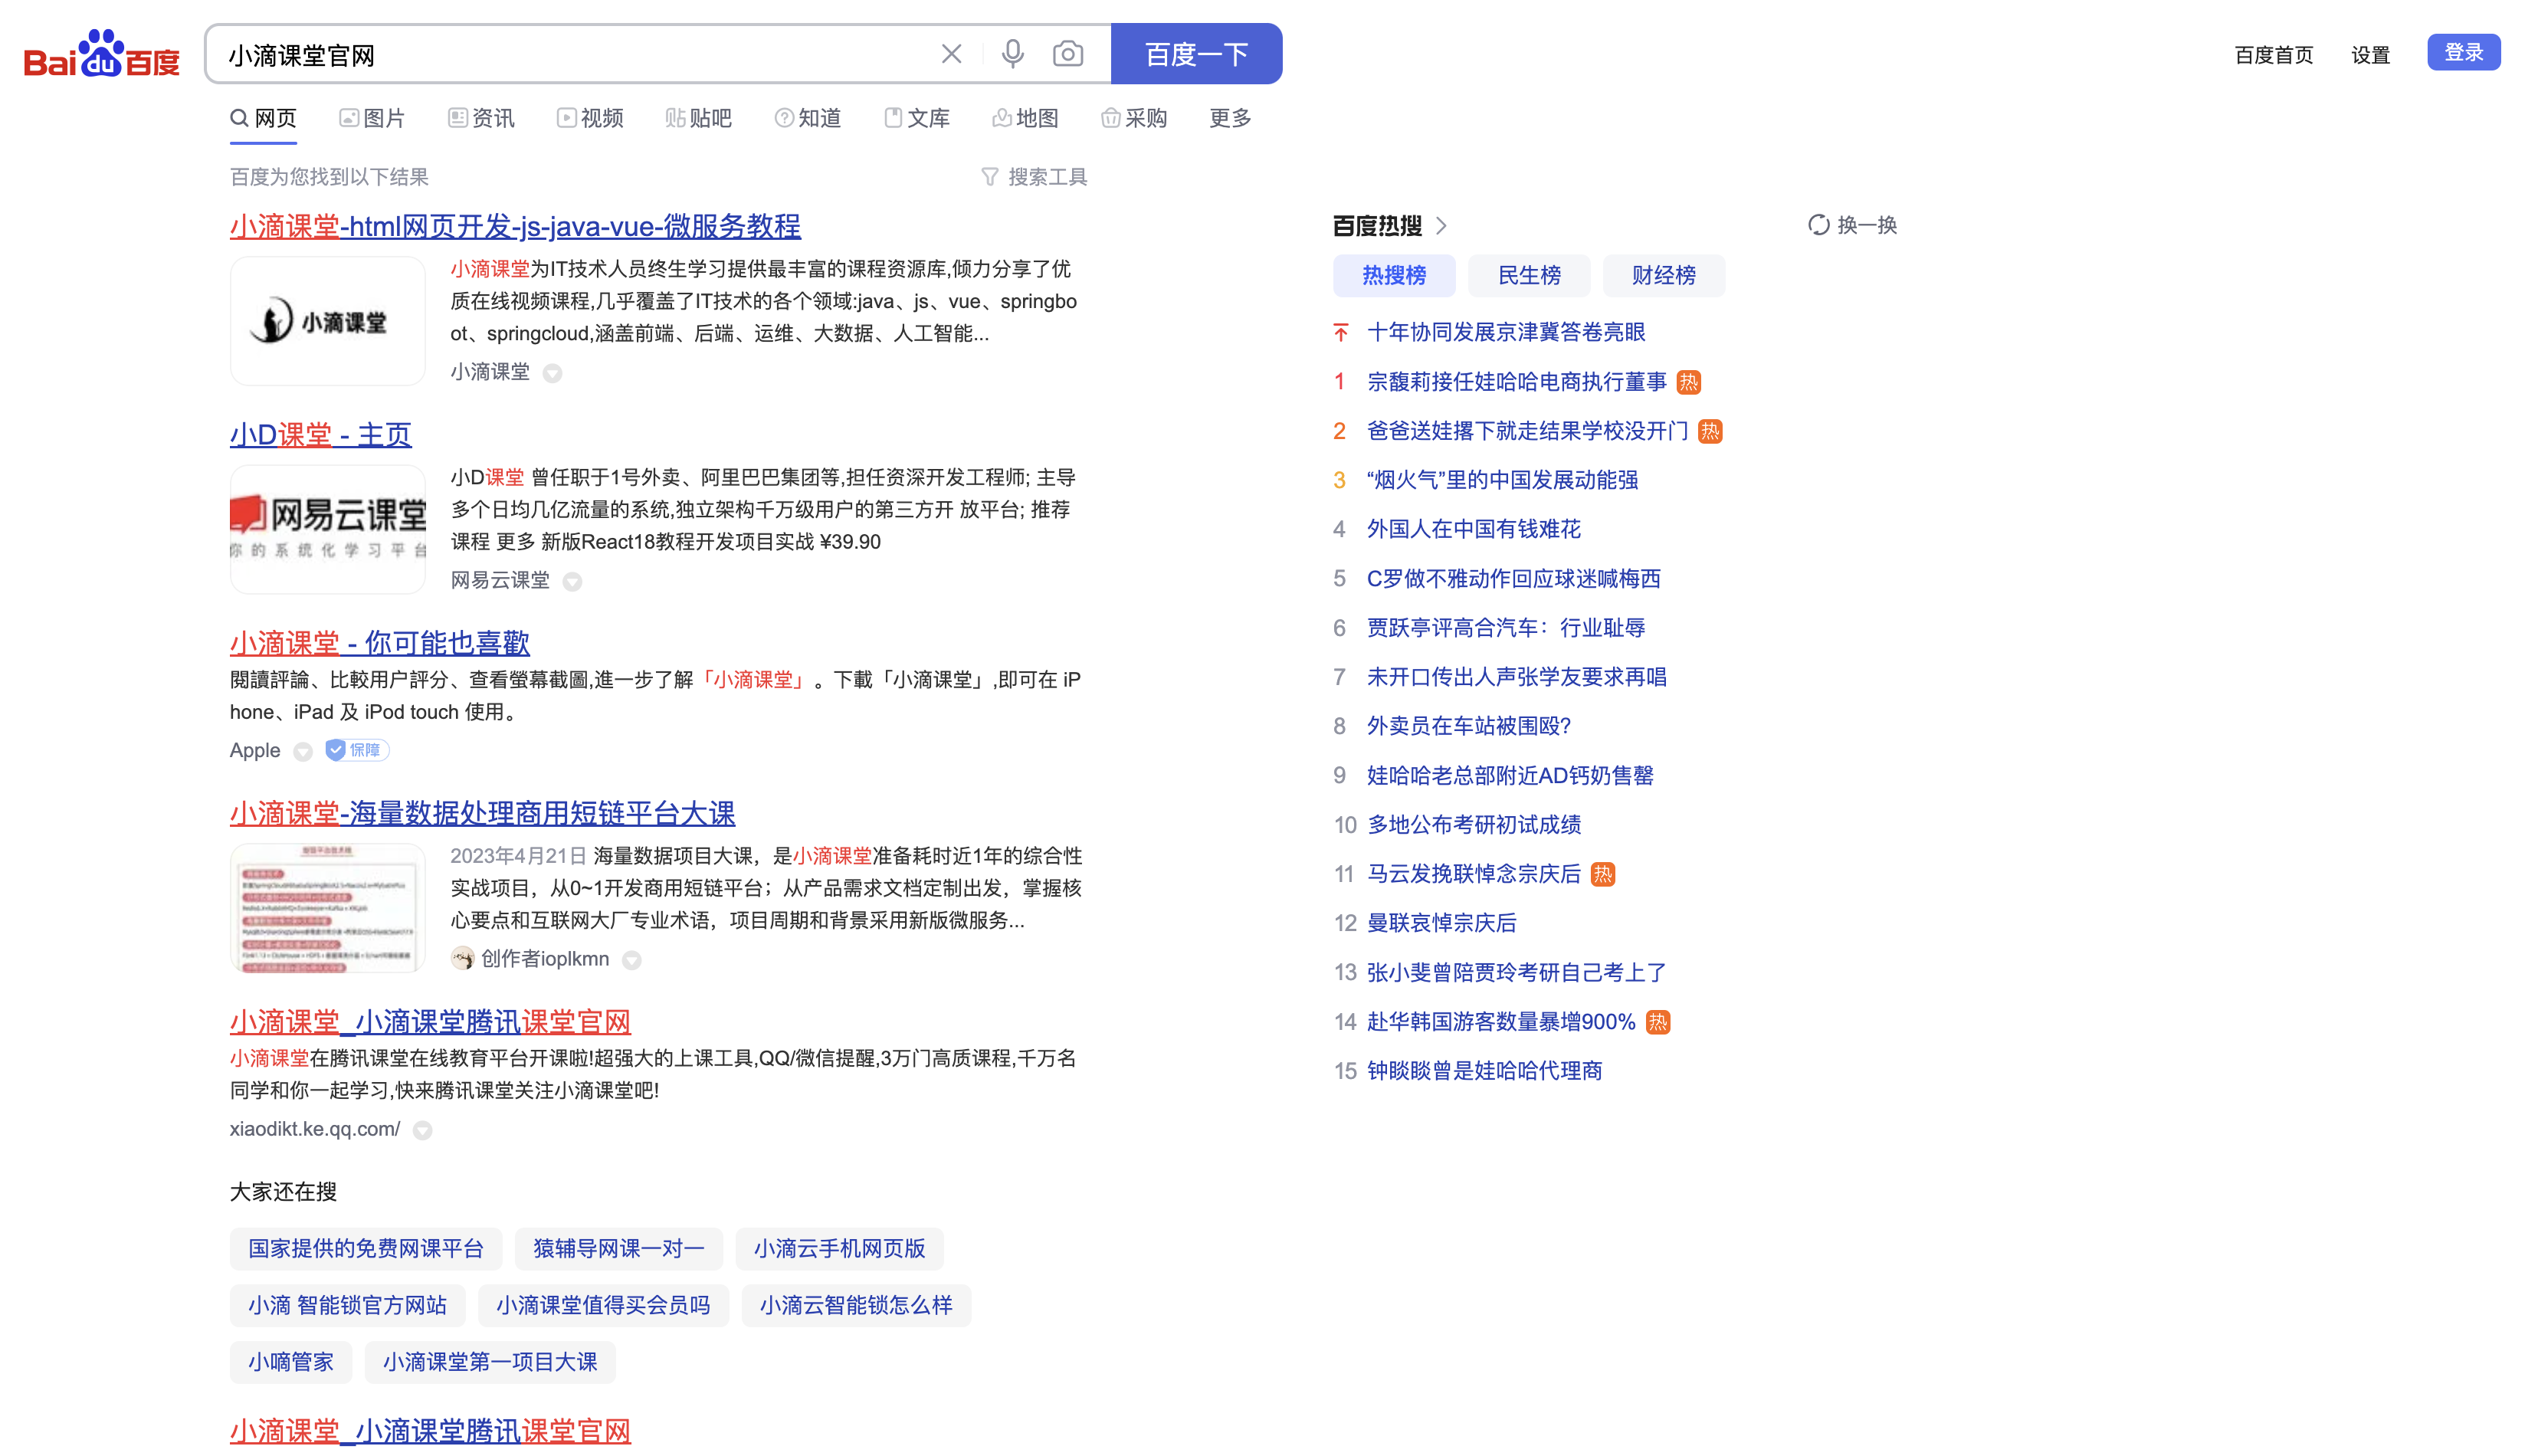 Bai du 百度
小滴课堂官网
百度一下
百度首页
设置
登录
网页
图片
资讯
视频
贴吧
知道
文库
地图
采购
更多
百度为您找到以下结果
搜索工具
小滴课堂-html网页开发-js-java-vue-微服务教程
小滴课堂
小滴课堂为IT技术人员终生学习提供最丰富的课程资源库,倾力分享了优
质在线视频课程,几乎覆盖了IT技术的各个领域:java、js、vue、springbo
ot、springcloud,涵盖前端、后端、运维、大数据、人工智能...
小滴课堂
小D课堂 - 主页
网易云课堂
你的系统化学习平台
小D课堂 曾任职于1号外卖、阿里巴巴集团等,担任资深开发工程师; 主导
多个日均几亿流量的系统,独立架构千万级用户的第三方开 放平台; 推荐
课程 更多 新版React18教程开发项目实战 ¥39.90
网易云课堂
小滴课堂 - 你可能也喜歡
閱讀評論、比較用户評分、查看螢幕截圖,進一步了解「小滴课堂」。下載「小滴课堂」,即可在 iP
hone、iPad 及 iPod touch 使用。
Apple
保障
小滴课堂-海量数据处理商用短链平台大课
2023年4月21日 海量数据项目大课，是小滴课堂准备耗时近1年的综合性
实战项目，从0~1开发商用短链平台；从产品需求文档定制出发，掌握核
心要点和互联网大厂专业术语，项目周期和背景采用新版微服务...
创作者ioplkmn
小滴课堂_小滴课堂腾讯课堂官网
小滴课堂在腾讯课堂在线教育平台开课啦!超强大的上课工具,QQ/微信提醒,3万门高质课程,千万名
同学和你一起学习,快来腾讯课堂关注小滴课堂吧!
xiaodikt.ke.qq.com/
大家还在搜
国家提供的免费网课平台
猿辅导网课一对一
小滴云手机网页版
小滴 智能锁官方网站
小滴课堂值得买会员吗
小滴云智能锁怎么样
小嘀管家
小滴课堂第一项目大课
小滴课堂_小滴课堂腾讯课堂官网
百度热搜
换一换
热搜榜
民生榜
财经榜
十年协同发展京津冀答卷亮眼
1 宗馥莉接任娃哈哈电商执行董事 热
2 爸爸送娃撂下就走结果学校没开门 热
3 “烟火气”里的中国发展动能强
4 外国人在中国有钱难花
5 C罗做不雅动作回应球迷喊梅西
6 贾跃亭评高合汽车：行业耻辱
7 未开口传出人声张学友要求再唱
8 外卖员在车站被围殴?
9 娃哈哈老总部附近AD钙奶售罄
10 多地公布考研初试成绩
11 马云发挽联悼念宗庆后 热
12 曼联哀悼宗庆后
13 张小斐曾陪贾玲考研自己考上了
14 赴华韩国游客数量暴增900% 热
15 钟睒睒曾是娃哈哈代理商